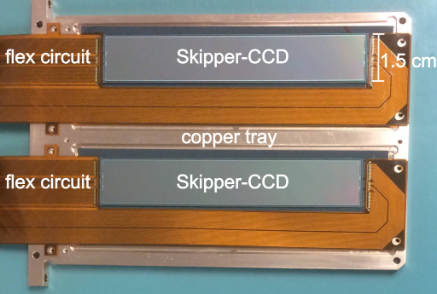 flex circuit Skipper-CCD 1.5 cm
copper tray
flex circuit Skipper-CCD